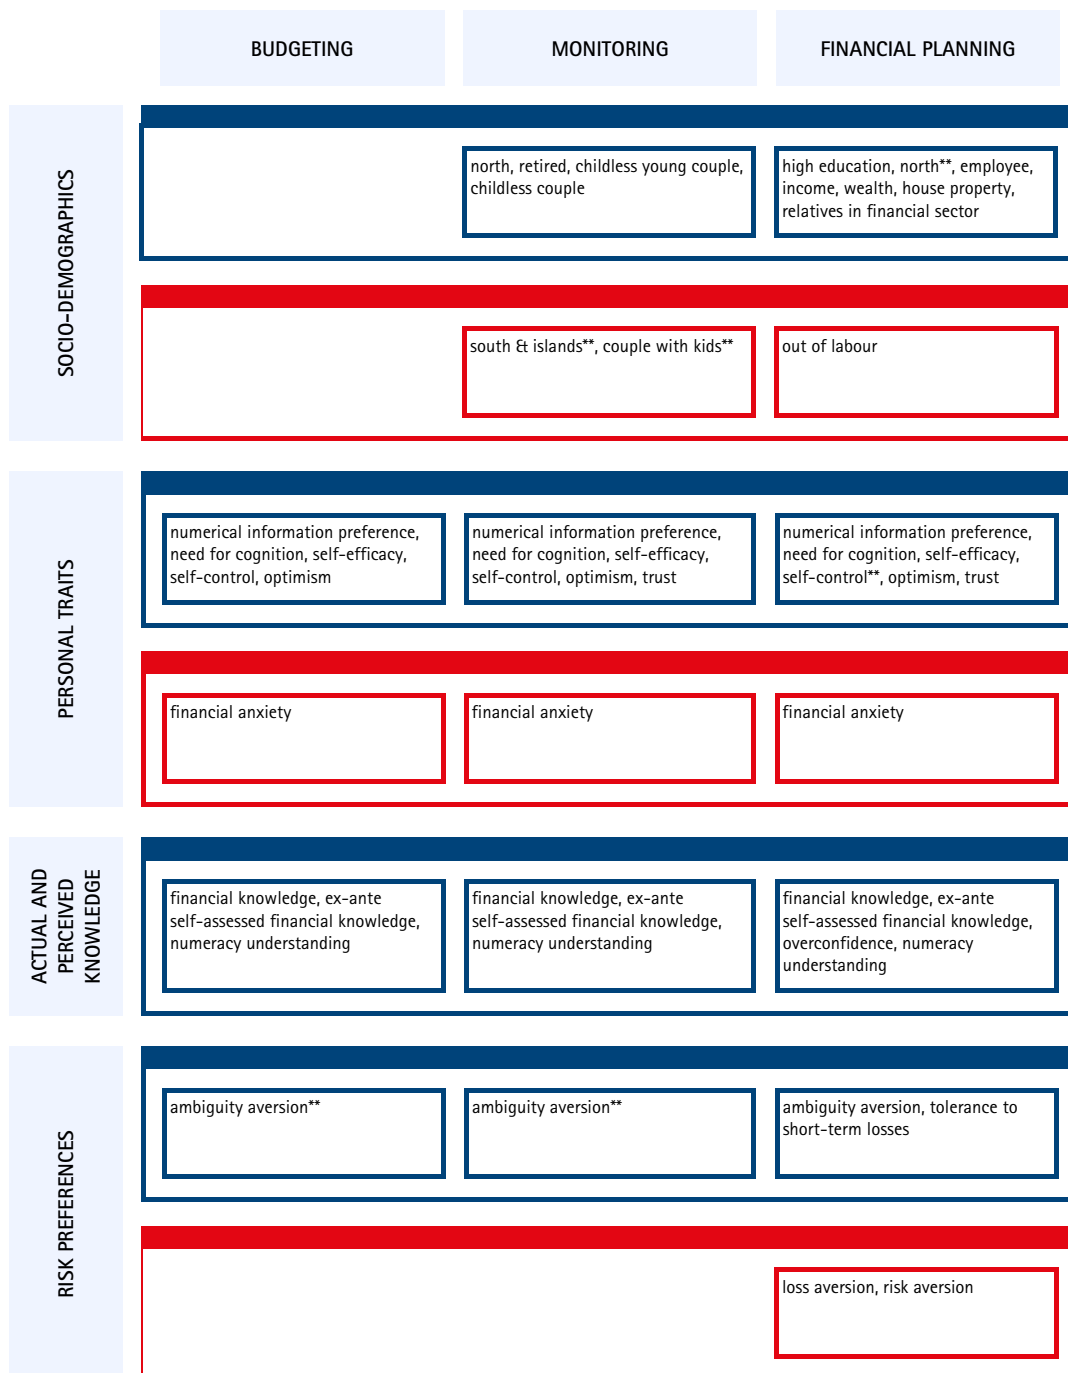 BUDGETING
MONITORING
FINANCIAL PLANNING
SOCIO-DEMOGRAPHICS
north, retired, childless young couple,
childless couple
high education, north**, employee,
income, wealth, house property,
relatives in financial sector
south & islands**, couple with kids**
out of labour
PERSONAL TRAITS
numerical information preference,
need for cognition, self-efficacy,
self-control, optimism
numerical information preference,
need for cognition, self-efficacy,
self-control, optimism, trust
numerical information preference,
need for cognition, self-efficacy,
self-control**, optimism, trust
financial anxiety
financial anxiety
financial anxiety
ACTUAL AND
PERCEIVED
KNOWLEDGE
financial knowledge, ex-ante
self-assessed financial knowledge,
numeracy understanding
financial knowledge, ex-ante
self-assessed financial knowledge,
numeracy understanding
financial knowledge, ex-ante
self-assessed financial knowledge,
overconfidence, numeracy
understanding
RISK PREFERENCES
ambiguity aversion**
ambiguity aversion**
ambiguity aversion, tolerance to
short-term losses
loss aversion, risk aversion